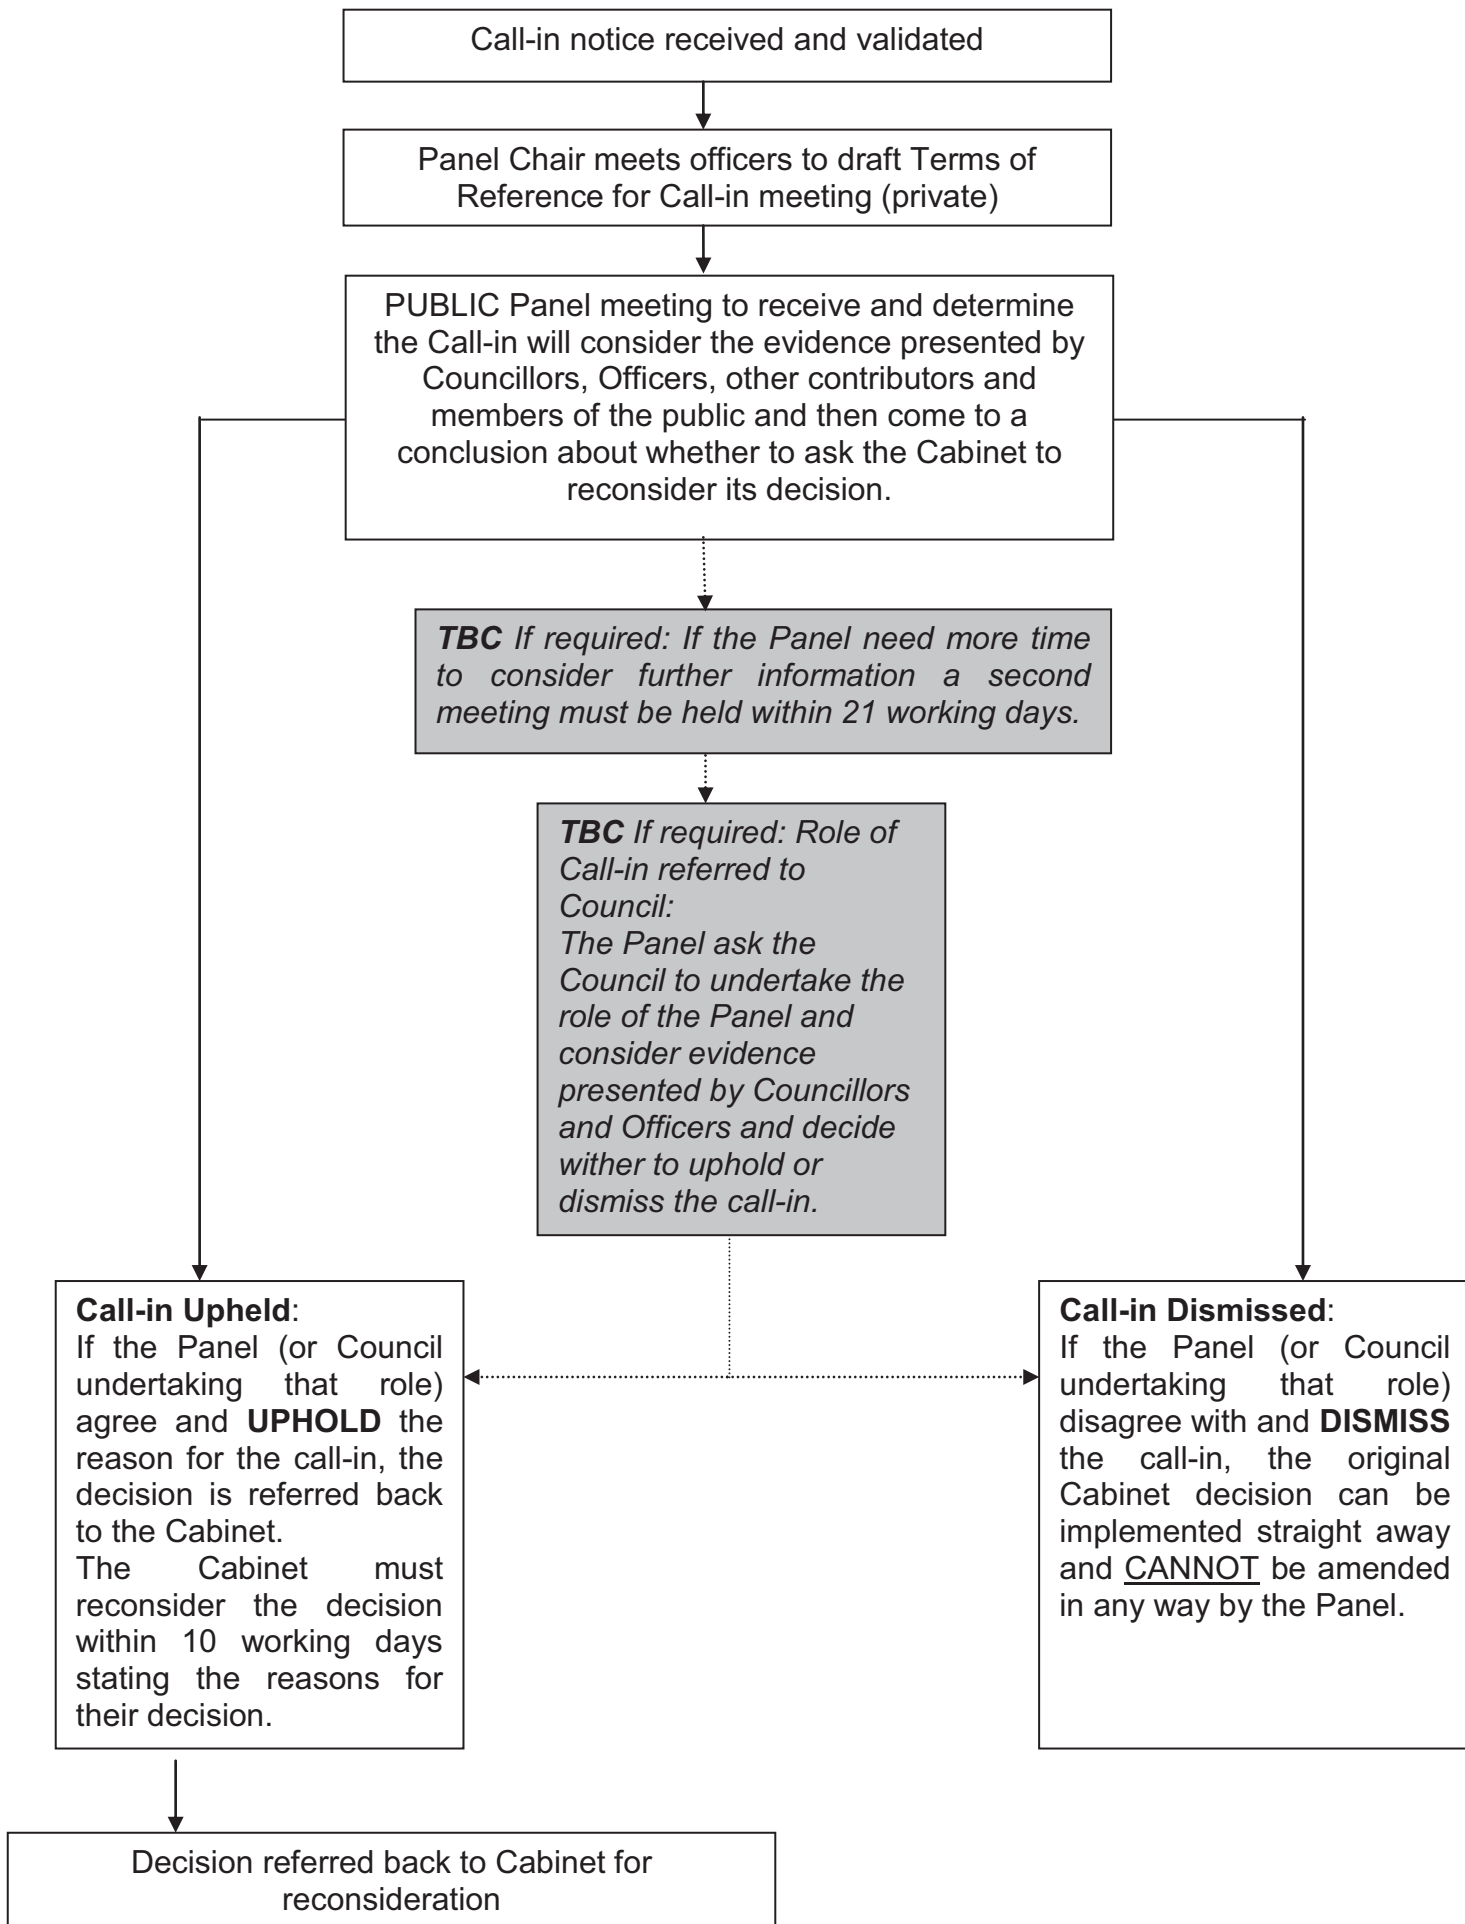 Call-in notice received and validated
Panel Chair meets officers to draft Terms of
Reference for Call-in meeting (private)
PUBLIC Panel meeting to receive and determine
the Call-in will consider the evidence presented by
Councillors, Officers, other contributors and
members of the public and then come to a
conclusion about whether to ask the Cabinet to
reconsider its decision.
TBC If required: If the Panel need more time
to consider further information a second
meeting must be held within 21 working days.
TBC If required: Role of
Call-in referred to
Council:
The Panel ask the
Council to undertake the
role of the Panel and
consider evidence
presented by Councillors
and Officers and decide
wither to uphold or
dismiss the call-in.
Call-in Upheld:
If the Panel (or Council
undertaking that role)
agree and UPHOLD the
reason for the call-in, the
decision is referred back
to the Cabinet.
The Cabinet must
reconsider the decision
within 10 working days
stating the reasons for
their decision.
Call-in Dismissed:
If the Panel (or Council
undertaking that role)
disagree with and DISMISS
the call-in, the original
Cabinet decision can be
implemented straight away
and CANNOT be amended
in any way by the Panel.
Decision referred back to Cabinet for
reconsideration